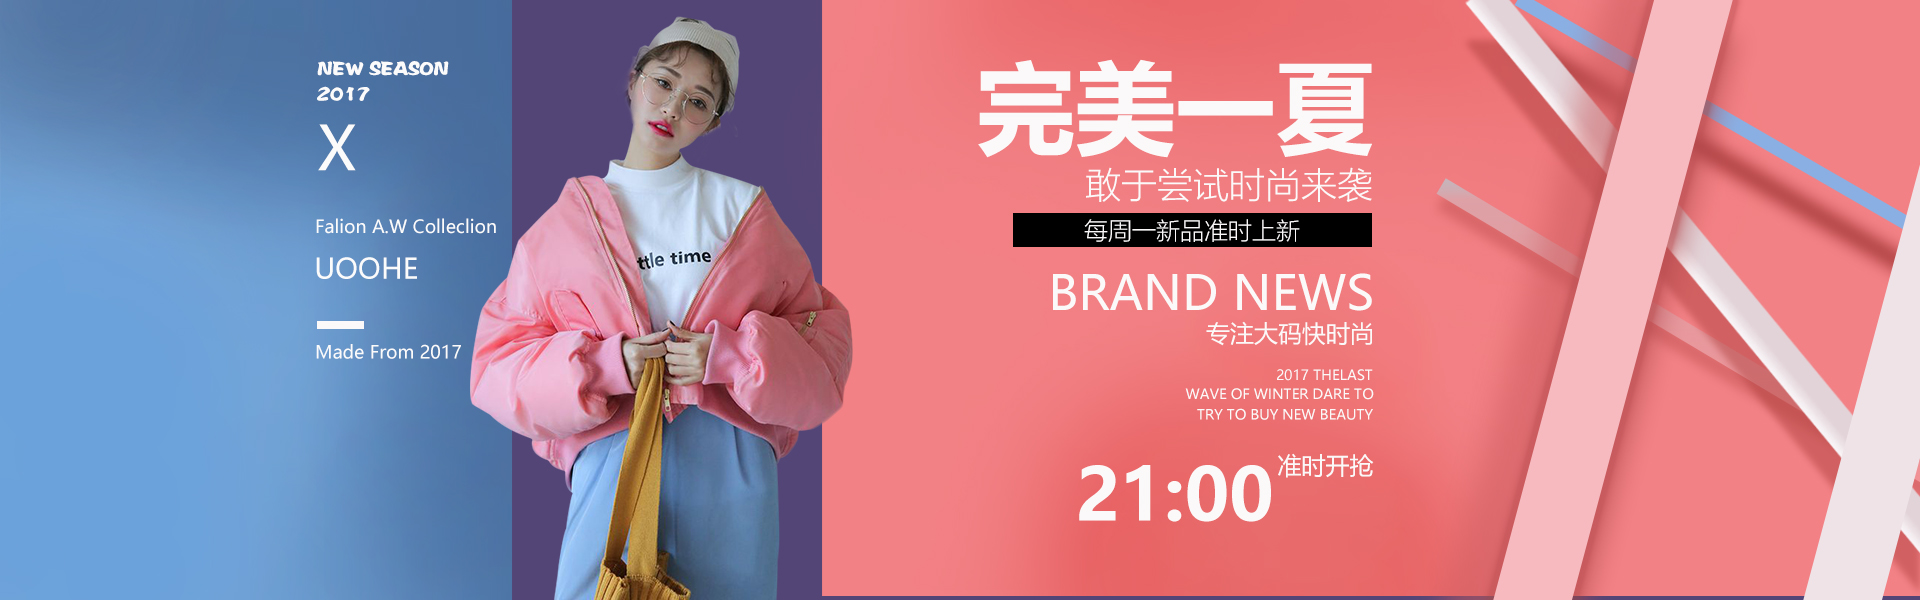 NEW SEASON
2017
X
Falion A.W Colleclion
UOOHE
Made From 2017
ttle time
完美一夏
敢于尝试时尚来袭
每周一新品准时上新
BRAND NEWS
专注大码快时尚
2017 THELAST
WAVE OF WINTER DARE TO
TRY TO BUY NEW BEAUTY
21:00 准时开抢